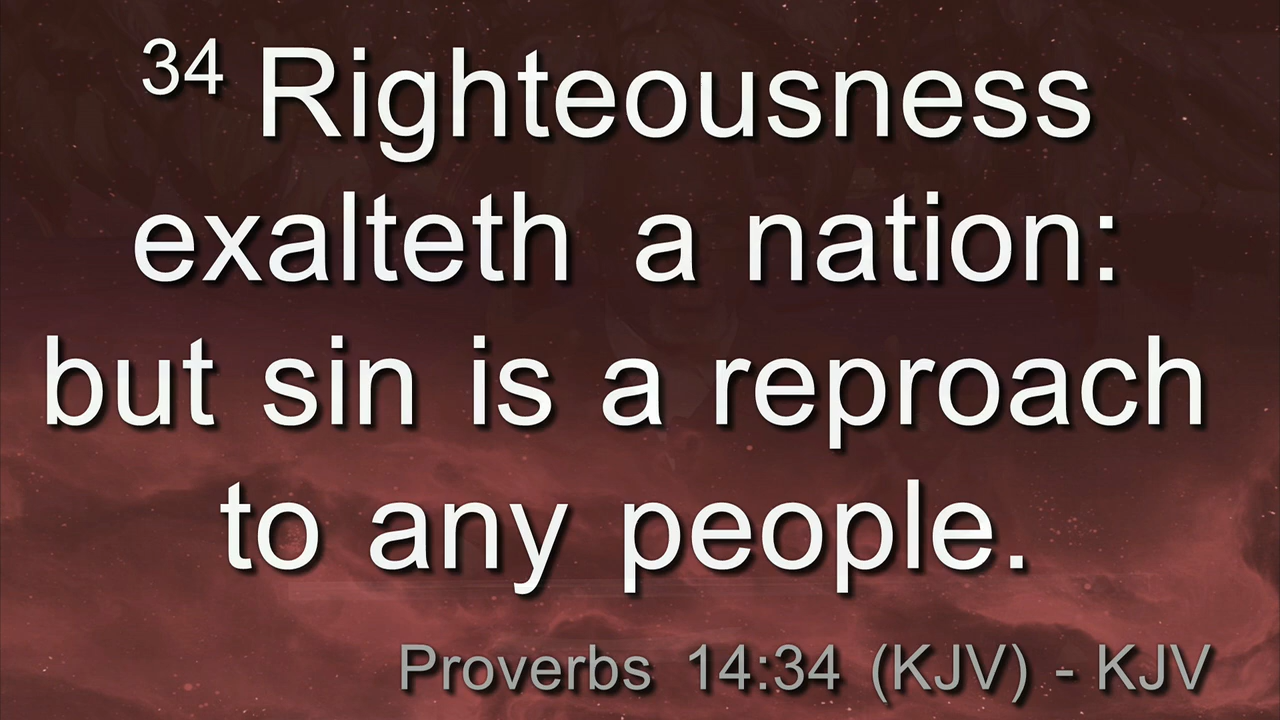 34 Righteousness
exalteth a nation:
but sin is a reproach
to any people.
Proverbs 14:34 (KJV) - KJV